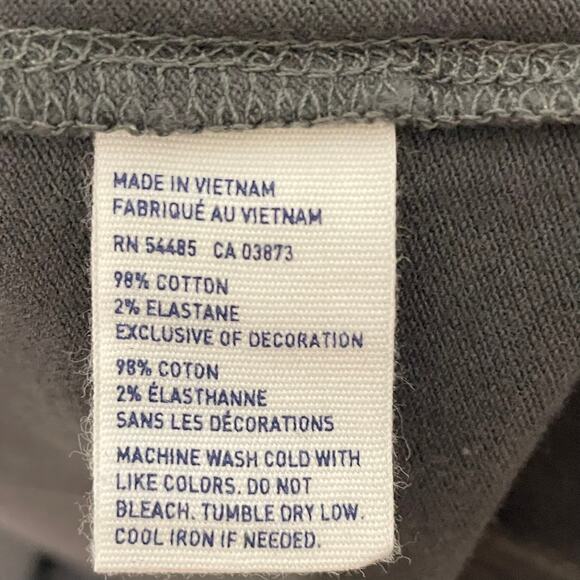 MADE IN VIETNAM
FABRIQUÉ AU VIETNAM
RN 54485 CA 03873
98% COTTON
2% ELASTANE
EXCLUSIVE OF DECORATION
98% COTON
2% ÉLASTHANNE
SANS LES DÉCORATIONS
MACHINE WASH COLD WITH
LIKE COLORS. DO NOT
BLEACH. TUMBLE DRY LOW.
COOL IRON IF NEEDED.